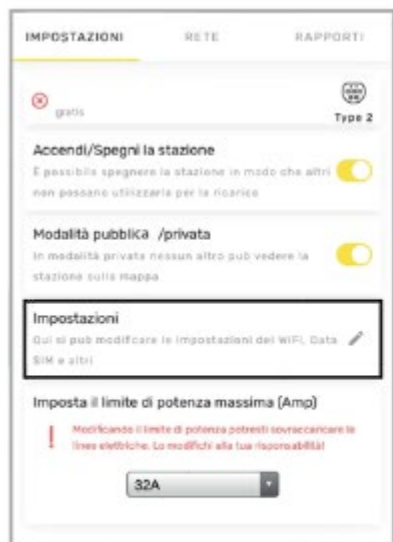 IMPOSTAZIONI RETE RAPPORTI
gratis
Type 2
Accendi/Spegni la stazione
È possibile spegnere la stazione in modo che altri
non possano utilizzarla per la ricarica
Modalità pubblica /privata
In modalità privata nessun altro può vedere la
stazione sulla mappa
Impostazioni
Qui si può modificare le impostazioni del WiFi, Data
SIM e altri
Imposta il limite di potenza massima (Amp)
! Modificando il limite di potenza potresti sovraccaricare le
linee elettriche. Lo modifichi alla tua risponsabilità!
32A